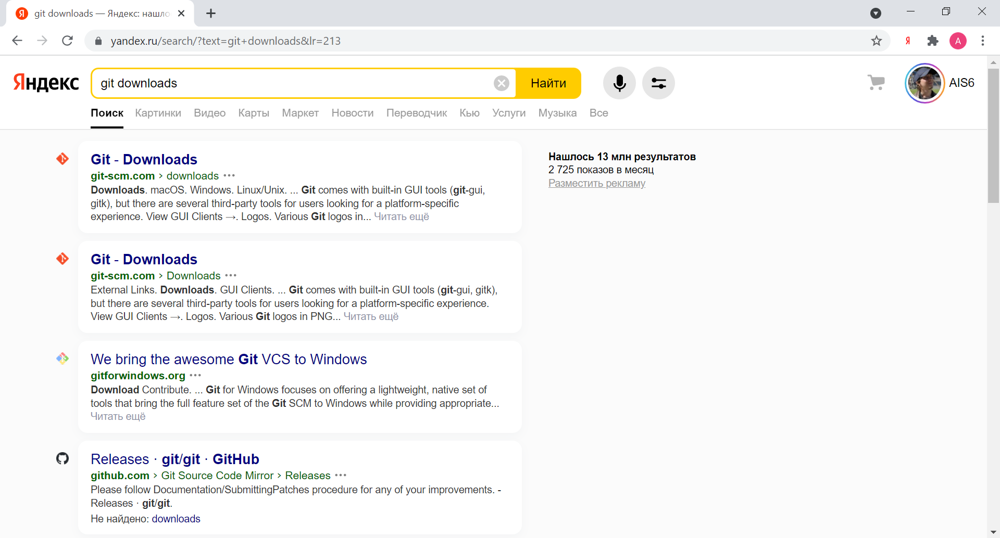 git downloads — Яндекс: нашло
yandex.ru/search/?text=git+downloads&lr=213
Я
A
Яндекс
git downloads
Найти
AIS6
Поиск Картинки Видео Карты Маркет Новости Переводчик Кью Услуги Музыка Все
Git - Downloads
git-scm.com › downloads •••
Downloads. macOS. Windows. Linux/Unix. ... Git comes with built-in GUI tools (git-gui,
gitk), but there are several third-party tools for users looking for a platform-specific
experience. View GUI Clients →. Logos. Various Git logos in... Читать ещё
Нашлось 13 млн результатов
2 725 показов в месяц
Разместить рекламу
Git - Downloads
git-scm.com › Downloads •••
External Links. Downloads. GUI Clients. ... Git comes with built-in GUI tools (git-gui, gitk),
but there are several third-party tools for users looking for a platform-specific experience.
View GUI Clients →. Logos. Various Git logos in PNG... Читать ещё
We bring the awesome Git VCS to Windows
gitforwindows.org •••
Download Contribute. ... Git for Windows focuses on offering a lightweight, native set of
tools that bring the full feature set of the Git SCM to Windows while providing appropriate...
Читать ещё
Releases · git/git · GitHub
github.com › Git Source Code Mirror › Releases •••
Please follow Documentation/SubmittingPatches procedure for any of your improvements. -
Releases · git/git.
Не найдено: downloads